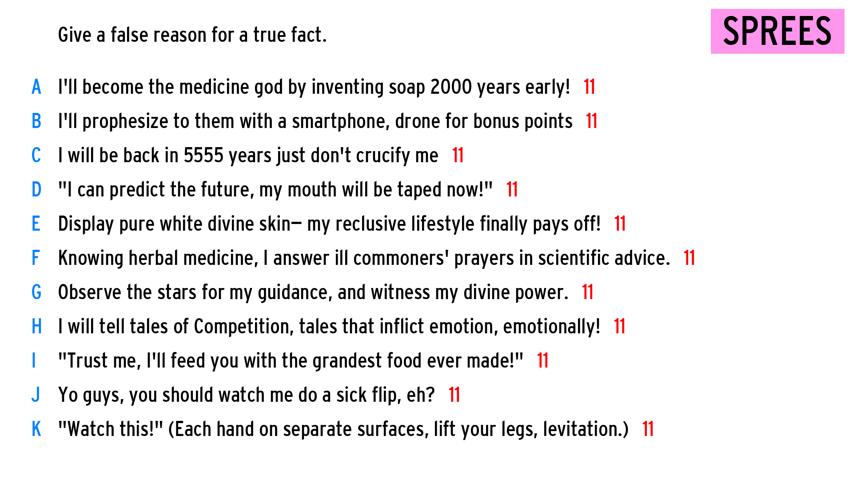 Give a false reason for a true fact.
SPREES
A I'll become the medicine god by inventing soap 2000 years early! 11
B I'll prophesize to them with a smartphone, drone for bonus points 11
C I will be back in 5555 years just don't crucify me 11
D "I can predict the future, my mouth will be taped now!" 11
E Display pure white divine skin— my reclusive lifestyle finally pays off! 11
F Knowing herbal medicine, I answer ill commoners' prayers in scientific advice. 11
G Observe the stars for my guidance, and witness my divine power. 11
H I will tell tales of Competition, tales that inflict emotion, emotionally! 11
I "Trust me, I'll feed you with the grandest food ever made!" 11
J Yo guys, you should watch me do a sick flip, eh? 11
K "Watch this!" (Each hand on separate surfaces, lift your legs, levitation.) 11